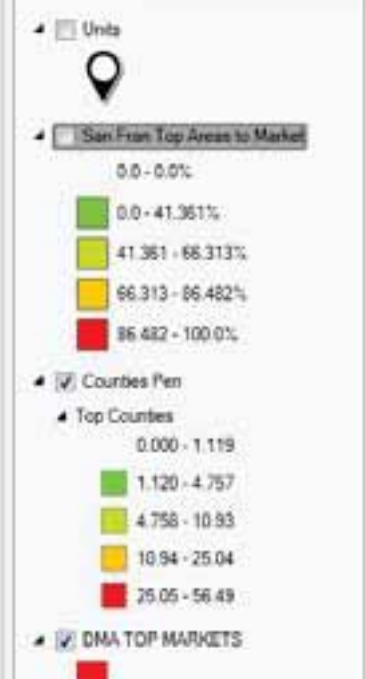 Units
San Fran Top Areas to Market
0.0 - 0.0%
0.0 - 41.361%
41.361 - 66.313%
66.313 - 86.482%
86.482 - 100.0%
Counties Pen
Top Counties
0.000 - 1.119
1.120 - 4.757
4.758 - 10.93
10.94 - 25.04
25.05 - 56.49
DMA TOP MARKETS